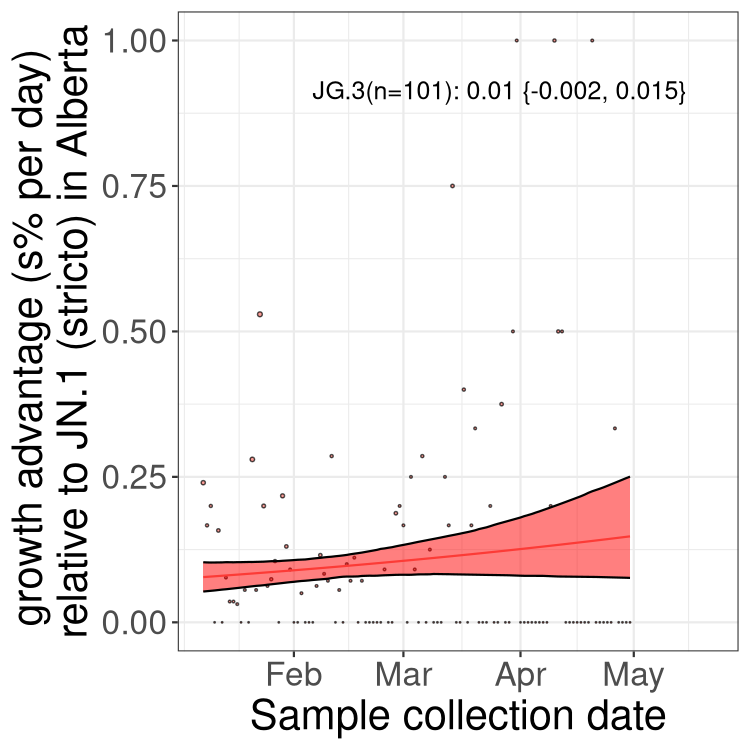 growth advantage (s% per day)
relative to JN.1 (stricto) in Alberta
1.00
0.75
0.50
0.25
0.00
JG.3(n=101): 0.01 {-0.002, 0.015}
Feb Mar Apr May
Sample collection date